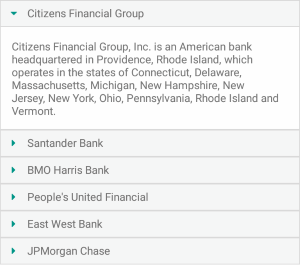 Citizens Financial Group
Citizens Financial Group, Inc. is an American bank
headquartered in Providence, Rhode Island, which
operates in the states of Connecticut, Delaware,
Massachusetts, Michigan, New Hampshire, New
Jersey, New York, Ohio, Pennsylvania, Rhode Island and
Vermont.
Santander Bank
BMO Harris Bank
People's United Financial
East West Bank
JPMorgan Chase